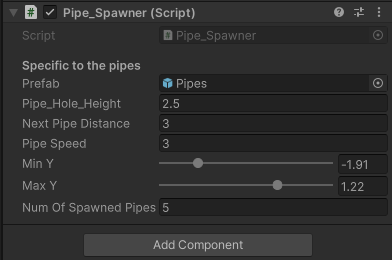 Pipe_Spawner (Script)
Script Pipe_Spawner
Specific to the pipes
Prefab Pipes
Pipe_Hole_Height 2.5
Next Pipe Distance 3
Pipe Speed 3
Min Y -1.91
Max Y 1.22
Num Of Spawned Pipes 5
Add Component